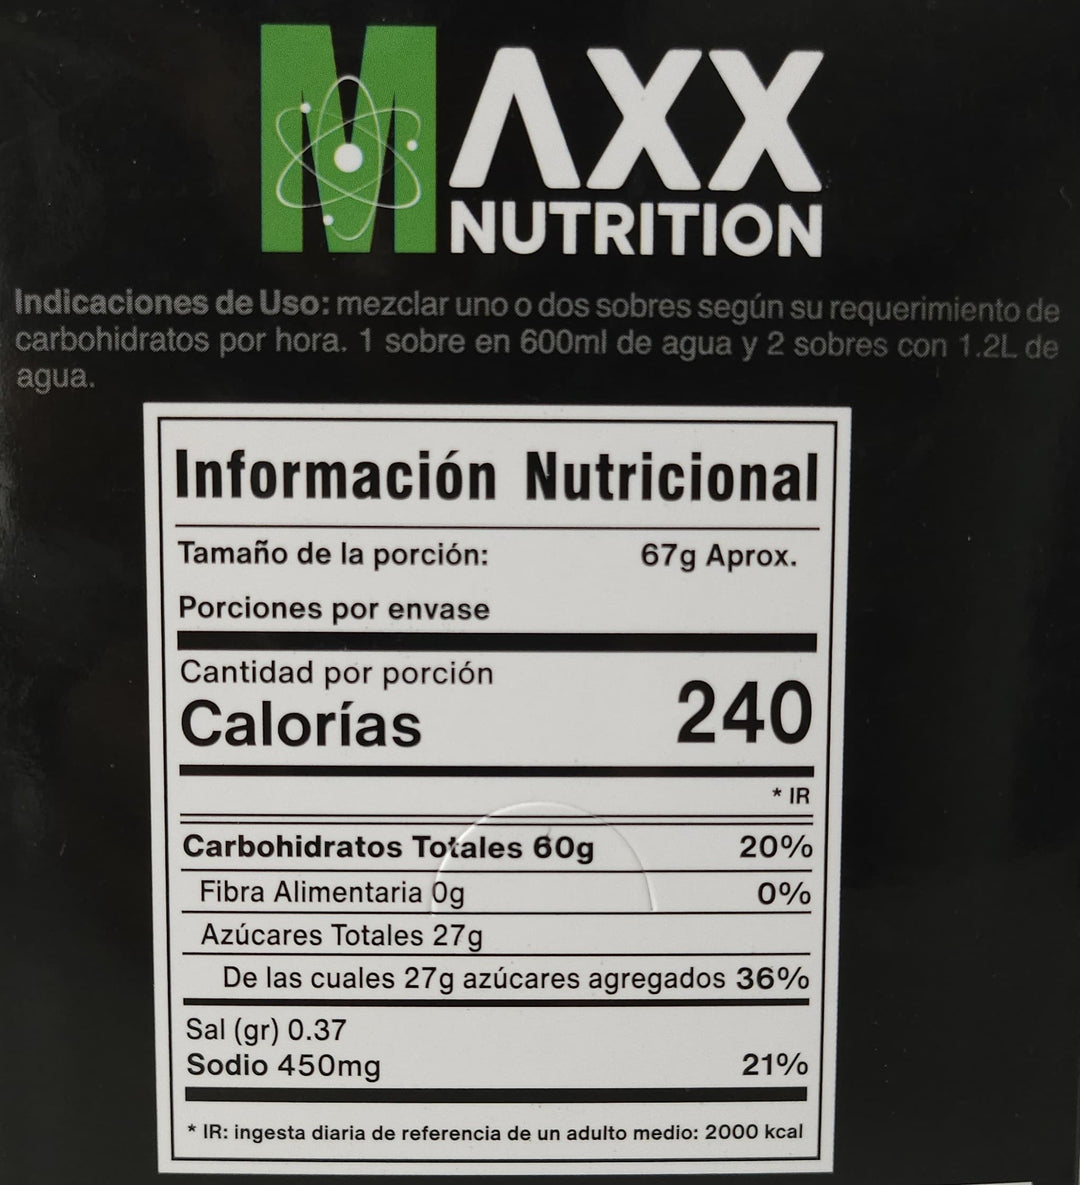 MAXX
NUTRITION
Indicaciones de Uso: mezclar uno o dos sobres según su requerimiento de
carbohidratos por hora. 1 sobre en 600ml de agua y 2 sobres con 1.2L de
agua.
Información Nutricional
Tamaño de la porción: 67g Aprox.
Porciones por envase
Cantidad por porción
Calorías 240
* IR
Carbohidratos Totales 60g 20%
Fibra Alimentaria 0g 0%
Azúcares Totales 27g
De las cuales 27g azúcares agregados 36%
Sal (gr) 0.37
Sodio 450mg 21%
* IR: ingesta diaria de referencia de un adulto medio: 2000 kcal